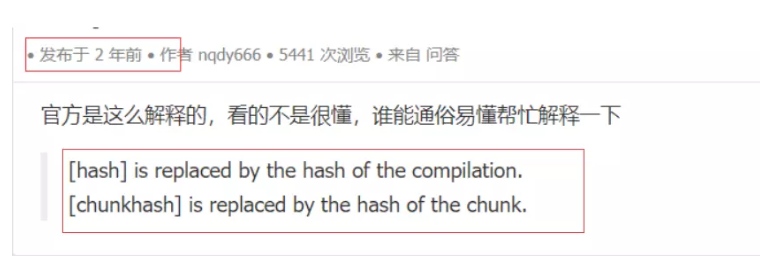 • 发布于 2 年前 • 作者 nqdy666 • 5441 次浏览 • 来自 问答
官方是这么解释的，看的不是很懂，谁能通俗易懂帮忙解释一下
[hash] is replaced by the hash of the compilation.
[chunkhash] is replaced by the hash of the chunk.